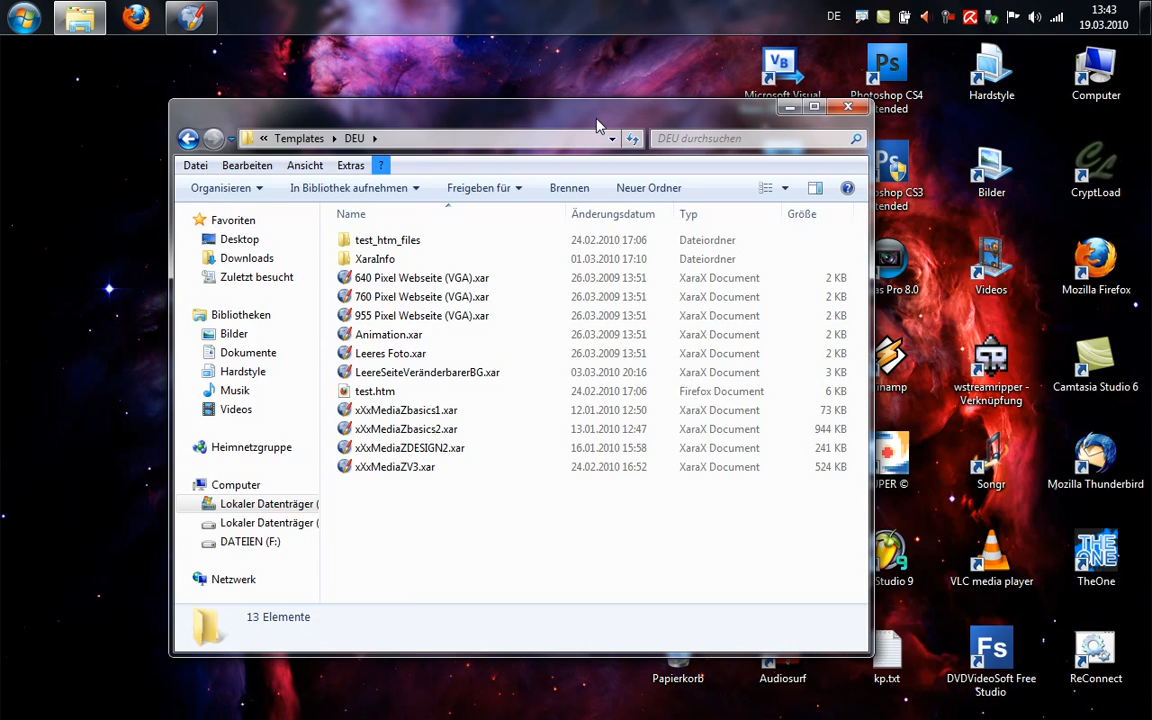 DE
13:43
19.03.2010
Microsoft Visual
Photoshop CS4
Hardstyle
Computer
Bilder
CryptLoad
Videos
Mozilla Firefox
wstreamripper -
Verknüpfung
Camtasia Studio 6
Songr
Mozilla Thunderbird
VLC media player
TheOne
THE
ONE
Papierkorb
Audiosurf
kp.txt
DVDVideoSoft Free
Studio
ReConnect
VB
Ps
Fs
« Templates DEU
DEU durchsuchen
Datei Bearbeiten Ansicht Extras ?
Organisieren In Bibliothek aufnehmen Freigeben für Brennen Neuer Ordner
Favoriten
Desktop
Downloads
Zuletzt besucht
Bibliotheken
Bilder
Dokumente
Hardstyle
Musik
Videos
Heimnetzgruppe
Computer
Lokaler Datenträger (
Lokaler Datenträger (
DATEIEN (F:)
Netzwerk
Name Änderungsdatum Typ Größe
test_htm_files 24.02.2010 17:06 Dateiordner
XaraInfo 01.03.2010 17:10 Dateiordner
640 Pixel Webseite (VGA).xar 26.03.2009 13:51 XaraX Document 2 KB
760 Pixel Webseite (VGA).xar 26.03.2009 13:51 XaraX Document 2 KB
955 Pixel Webseite (VGA).xar 26.03.2009 13:51 XaraX Document 2 KB
Animation.xar 26.03.2009 13:51 XaraX Document 2 KB
Leeres Foto.xar 26.03.2009 13:51 XaraX Document 2 KB
LeereSeiteVeränderbarerBG.xar 03.03.2010 20:16 XaraX Document 3 KB
test.htm 24.02.2010 17:06 Firefox Document 6 KB
xXxMediaZbasics1.xar 12.01.2010 12:50 XaraX Document 73 KB
xXxMediaZbasics2.xar 13.01.2010 12:47 XaraX Document 944 KB
xXxMediaZDESIGN2.xar 16.01.2010 15:58 XaraX Document 241 KB
xXxMediaZV3.xar 24.02.2010 16:52 XaraX Document 524 KB
13 Elemente